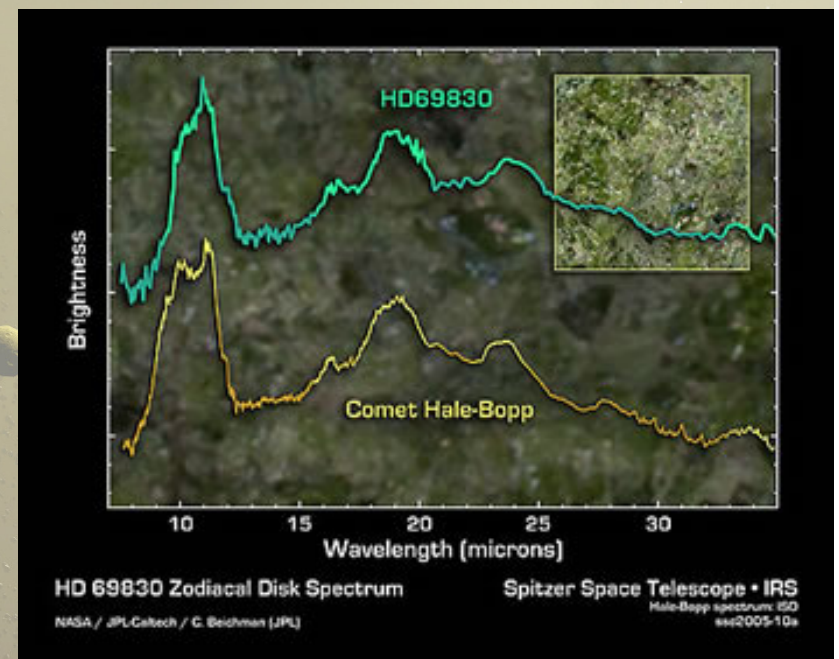 HD69830
Brightness
Comet Hale-Bopp
10 15 20 25 30
Wavelength (microns)
HD 69830 Zodiacal Disk Spectrum
Spitzer Space Telescope • IRS
Hale-Bopp spectrum: ISO
NASA / JPL-Caltech / C. Beichman (JPL)
ssc2005-10a